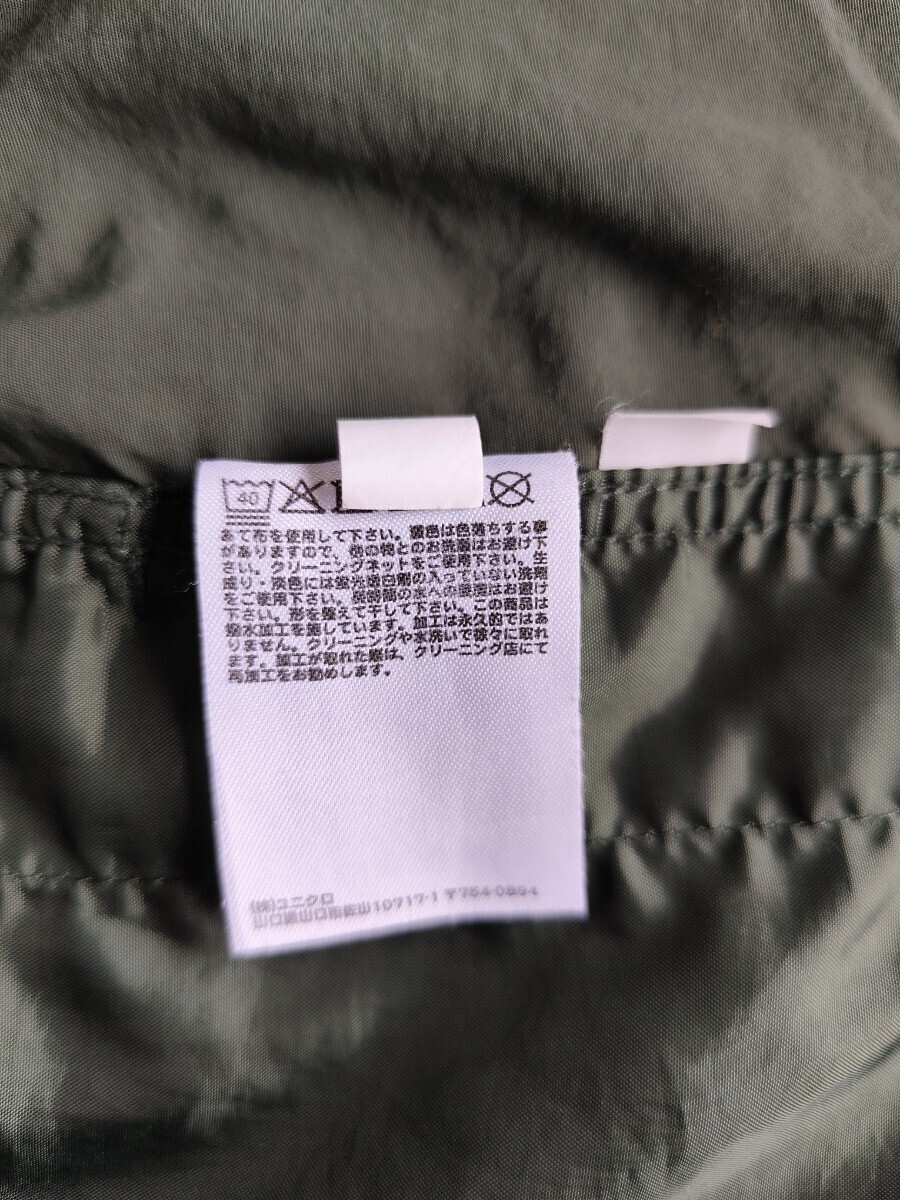 40
あて布を使用して下さい。濃色は色落ちする事
がありますので、他の物とのお洗濯はお避け下
さい。クリーニングネットをご使用下さい。生
成り・淡色には蛍光増白剤の入っていない洗剤
をご使用下さい。長時間の水への浸漬はお避け
下さい。形を整えて干して下さい。この商品は
撥水加工を施しています。加工は永久的ではあ
りません。クリーニングや水洗いで徐々に取れ
ます。加工が取れた際は、クリーニング店にて
再加工をお勧めします。
(株)ユニクロ
山口県山口市佐山10717-1 〒754-0894